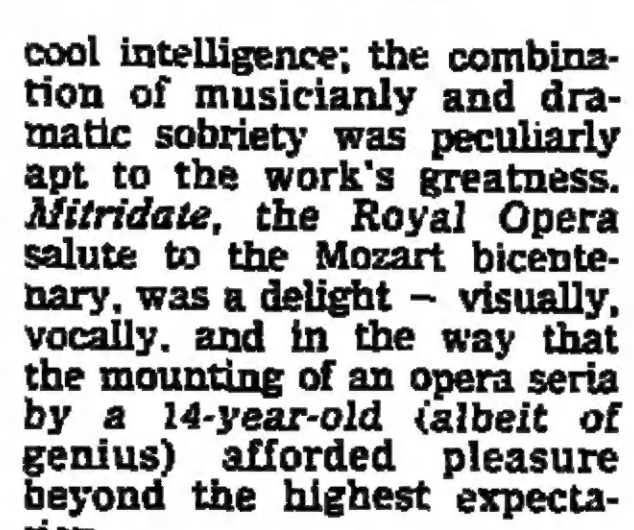 cool intelligence; the combina-
tion of musicianly and dra-
matic sobriety was peculiarly
apt to the work's greatness.
Mitridate, the Royal Opera
salute to the Mozart bicente-
nary, was a delight – visually,
vocally, and in the way that
the mounting of an opera seria
by a 14-year-old (albeit of
genius) afforded pleasure
beyond the highest expecta-